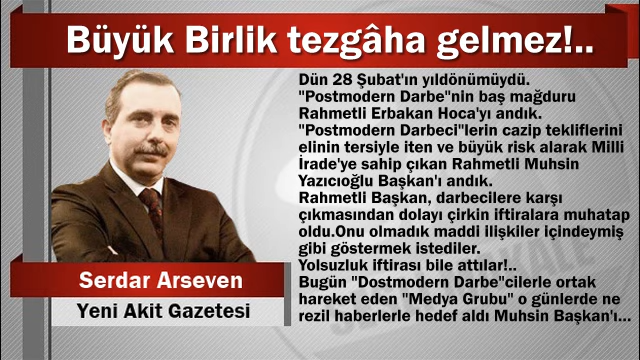 Büyük Birlik tezgâha gelmez!..
Dün 28 Şubat'ın yıldönümüydü.
"Postmodern Darbe"nin baş mağduru
Rahmetli Erbakan Hoca'yı andık.
"Postmodern Darbeci"lerin cazip tekliflerini
elinin tersiyle iten ve büyük risk alarak Milli
İrade'ye sahip çıkan Rahmetli Muhsin
Yazıcıoğlu Başkan'ı andık.
Rahmetli Başkan, darbecilere karşı
çıkmasından dolayı çirkin iftiralara muhatap
oldu.Onu olmadık maddi ilişkiler içindeymiş
gibi göstermek istediler.
Yolsuzluk iftirası bile attılar!..
Bugün "Dostmodern Darbe"cilerle ortak
hareket eden "Medya Grubu" o günlerde ne
rezil haberlerle hedef aldı Muhsin Başkan'ı...
Serdar Arseven
Yeni Akit Gazetesi